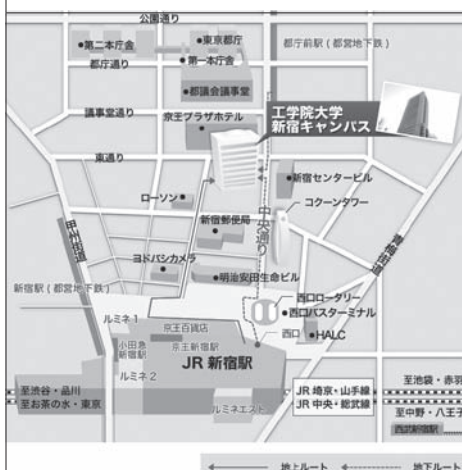 公園通り
第二本庁舎
東京都庁
都庁前駅(都営地下鉄)
都庁通り
第一本庁舎
都議会議事堂
議事堂通り
京王プラザホテル
工学院大学
新宿キャンパス
東通り
新宿センタービル
ローソン
コクーンタワー
中央通り
新宿郵便局
甲州街道
青梅街道
ヨドバシカメラ
明治安田生命ビル
新宿駅(都営地下鉄)
西口ロータリー
西口バスターミナル
ルミネ1
京王百貨店
西口
HALC
小田急
新宿駅
京王新宿駅
JR 新宿駅
ルミネ2
至渋谷・品川
至お茶の水・東京
ルミネエスト
JR 埼京・山手線
JR 中央・総武線
至池袋・赤羽
至中野・八王子
西武新宿駅
地上ルート
地下ルート